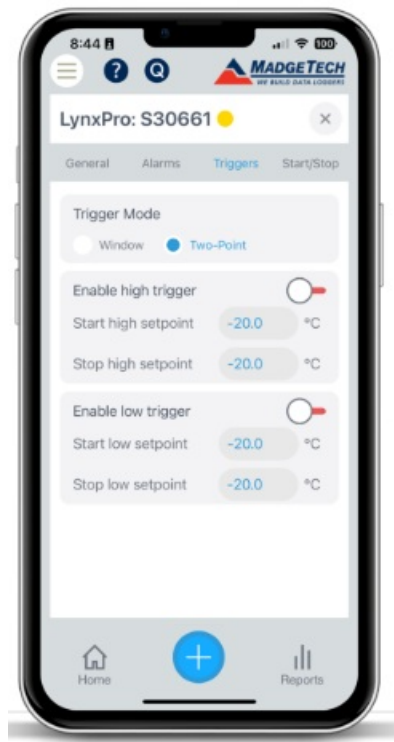 8:44
100
?
Q
MADGETECH
WE BUILD DATA LOGGERS
LynxPro: S30661
×
General Alarms Triggers Start/Stop
Trigger Mode
Window Two-Point
Enable high trigger
Start high setpoint -20.0 °C
Stop high setpoint -20.0 °C
Enable low trigger
Start low setpoint -20.0 °C
Stop low setpoint -20.0 °C
+
Home Reports